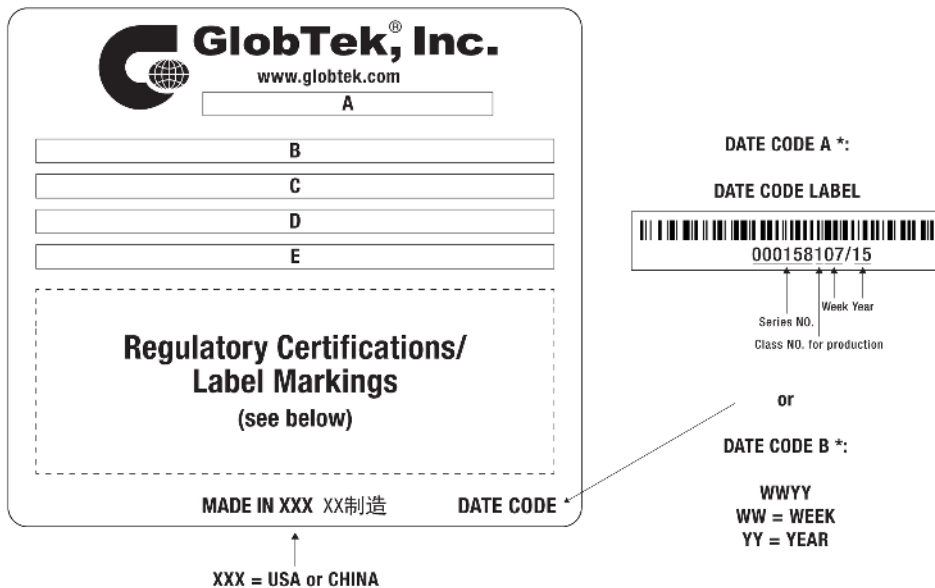 GlobTek,® Inc.
www.globtek.com
A
B
C
D
E
Regulatory Certifications/
Label Markings
(see below)
MADE IN XXX XX制造 DATE CODE
XXX = USA or CHINA
DATE CODE A *:
DATE CODE LABEL
000158107/15
Week Year
Series NO.
Class NO. for production
or
DATE CODE B *:
WWYY
WW = WEEK
YY = YEAR